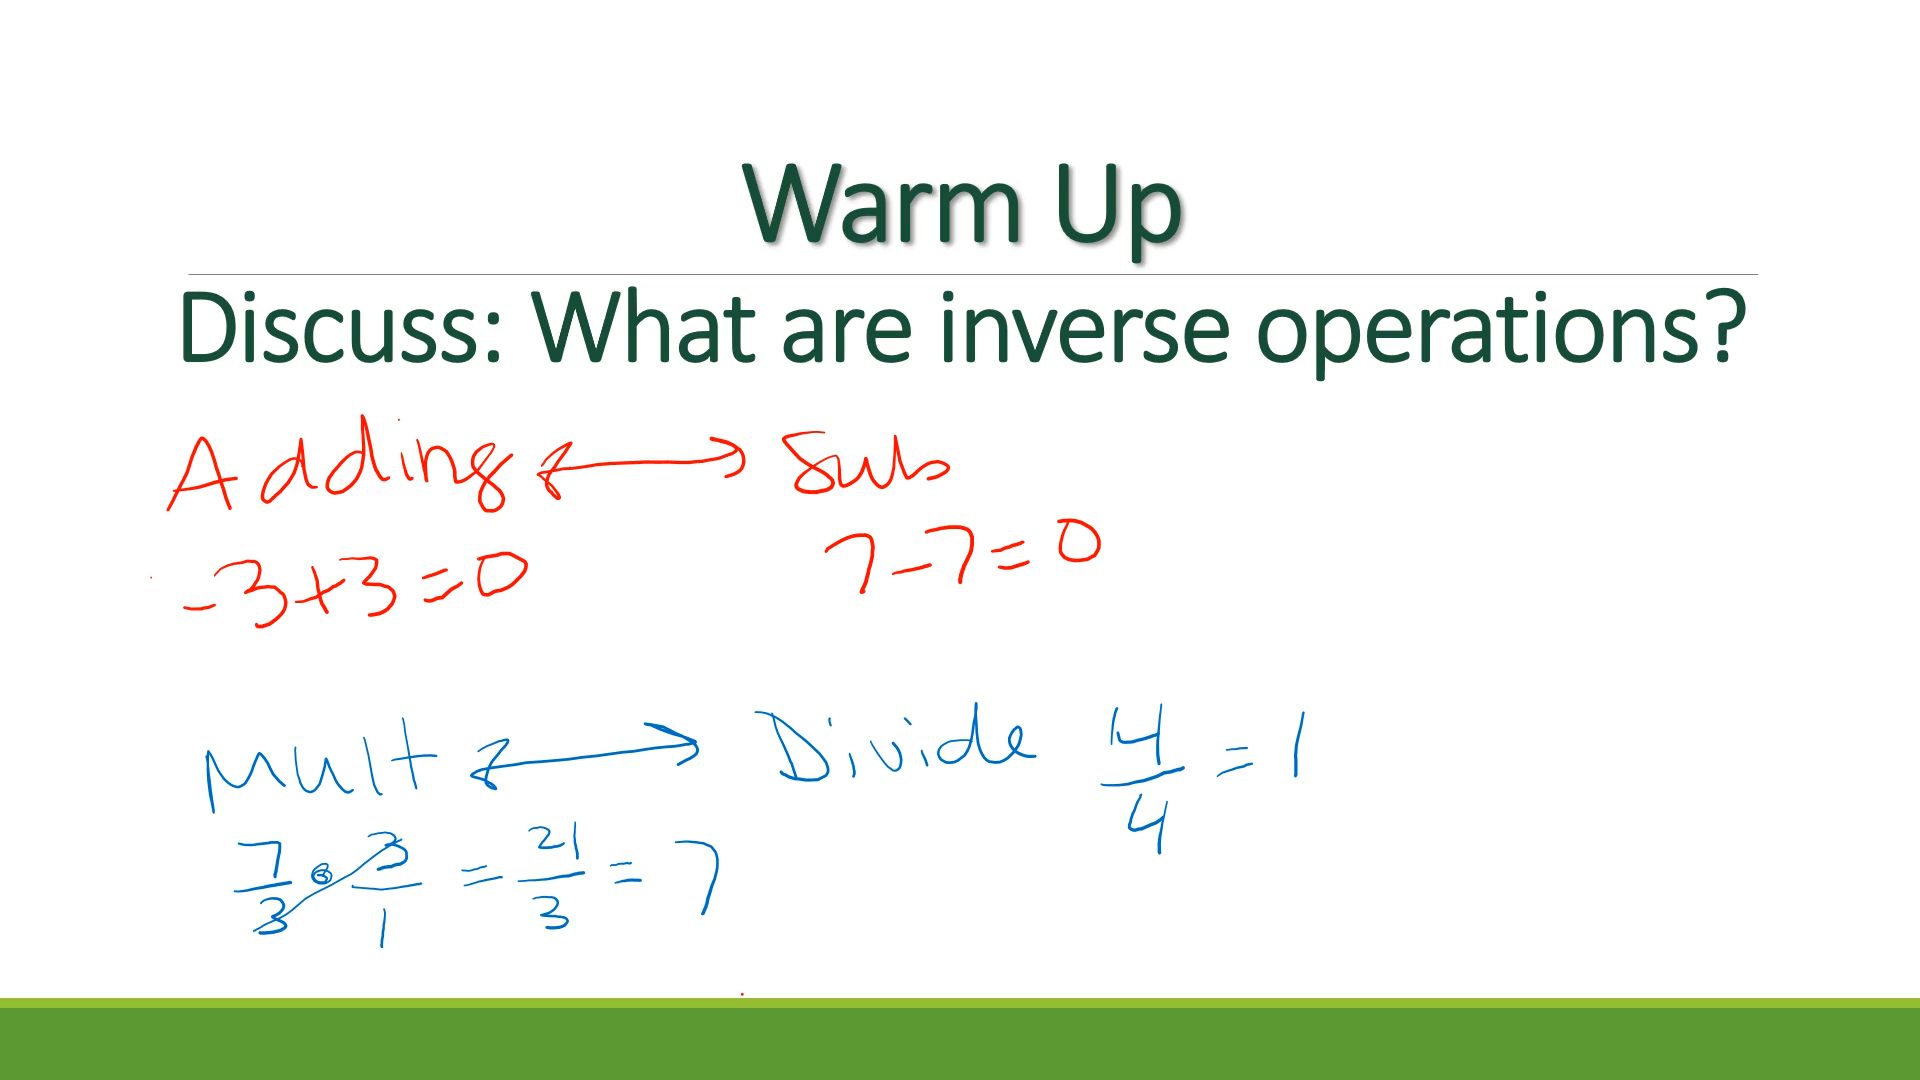 Warm Up
Discuss: What are inverse operations?
Adding ↔ Sub
-3+3=0 7-7=0
Mult ↔ Divide 4/4 = 1
7/3 · 3/1 = 21/3 = 7